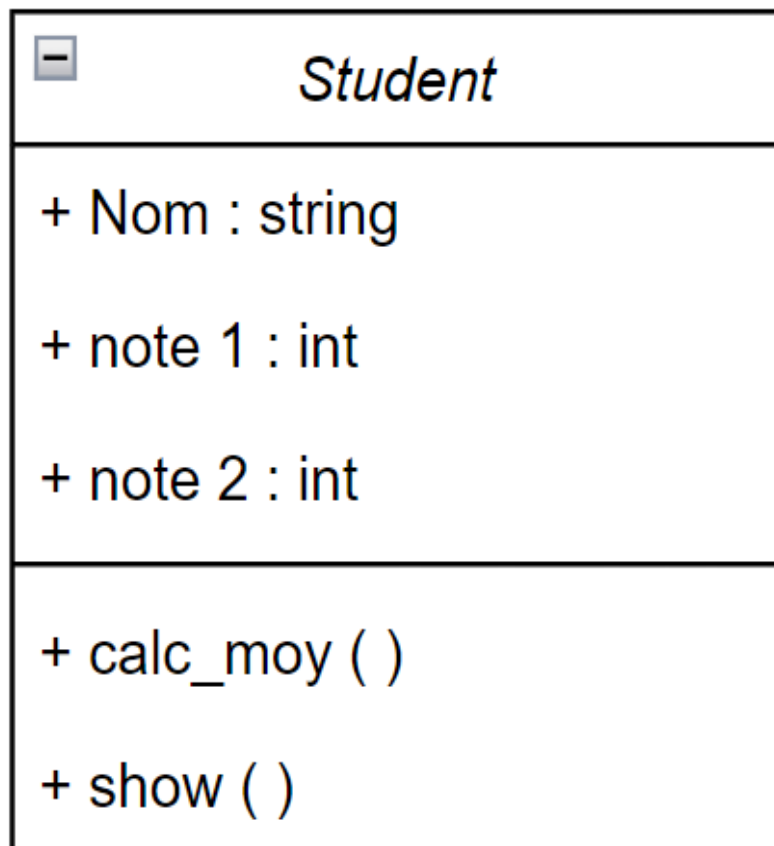 Student
+ Nom : string
+ note 1 : int
+ note 2 : int
+ calc_moy ( )
+ show ( )